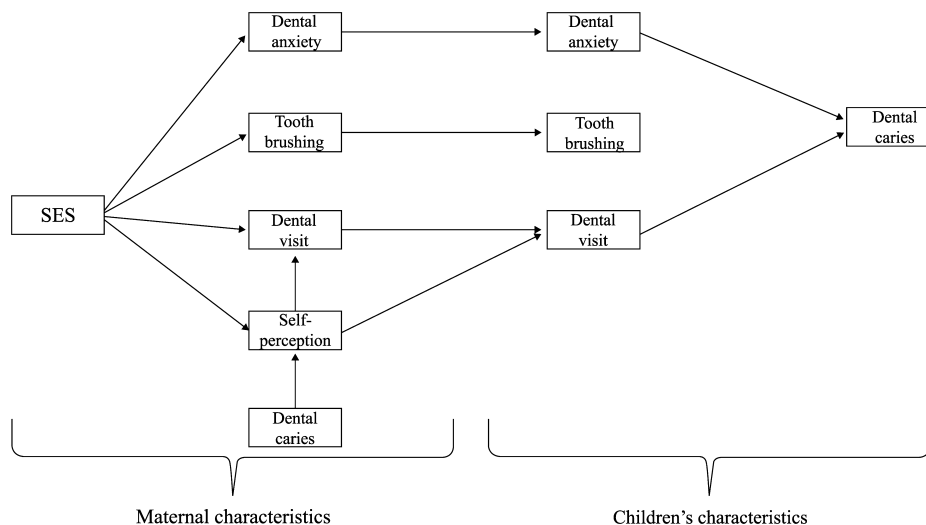 Dental
anxiety
Dental
anxiety
Tooth
brushing
Tooth
brushing
Dental
caries
SES
Dental
visit
Dental
visit
Self-
perception
Dental
caries
Maternal characteristics
Children’s characteristics